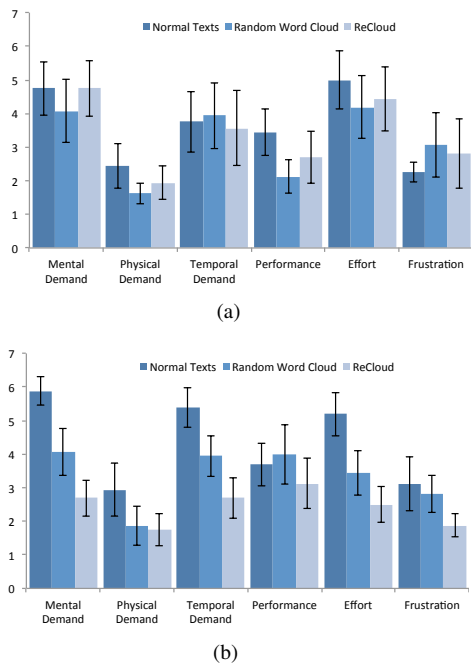 Normal Texts Random Word Cloud ReCloud
7
6
5
4
3
2
1
0
Mental Demand
Physical Demand
Temporal Demand
Performance
Effort
Frustration
(a)
Normal Texts Random Word Cloud ReCloud
7
6
5
4
3
2
1
0
Mental Demand
Physical Demand
Temporal Demand
Performance
Effort
Frustration
(b)